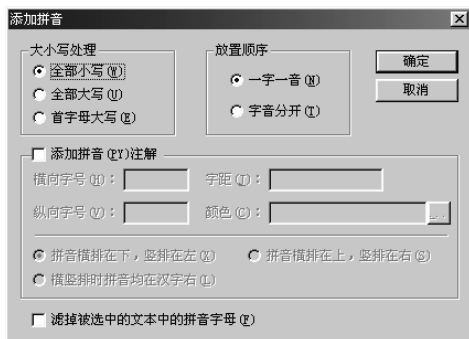 添加拼音
大小写处理
全部小写(W)
全部大写(U)
首字母大写(E)
放置顺序
一字一音(N)
字音分开(T)
确定
取消
添加拼音(PY)注解
横向字号(H)： 字距(J)：
纵向字号(V)： 颜色(C)： ...
拼音横排在下，竖排在左(X) 拼音横排在上，竖排在右(S)
横竖排时拼音均在汉字右(L)
滤掉被选中的文本中的拼音字母(F)